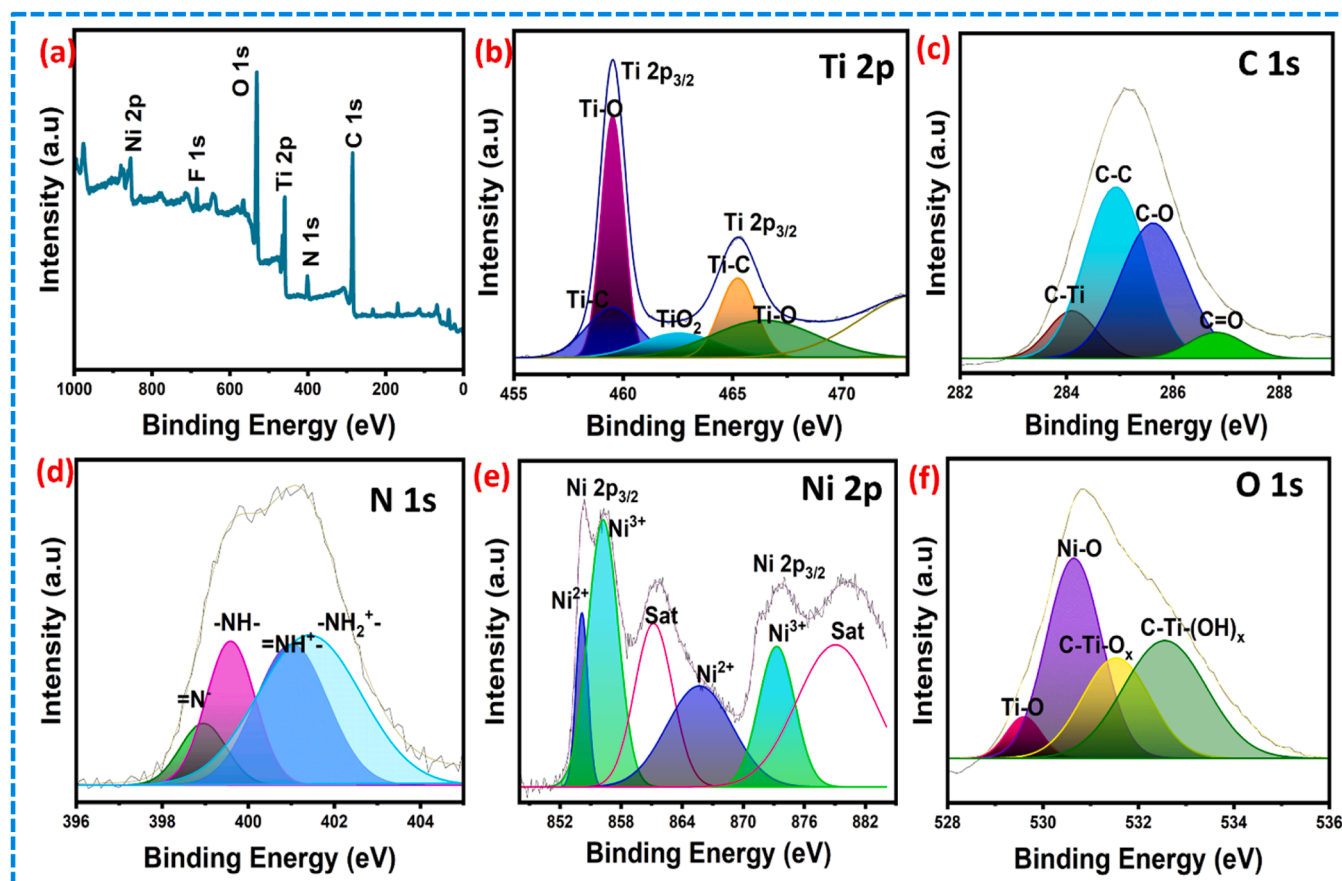 (a)
Intensity (a.u)
Ni 2p
F 1s
O 1s
Ti 2p
N 1s
C 1s
1000 800 600 400 200 0
Binding Energy (eV)
(b)
Ti 2p
Intensity (a.u)
Ti 2p3/2
Ti-O
Ti 2p3/2
Ti-C
Ti-C
TiO2
Ti-O
455 460 465 470
Binding Energy (eV)
(c)
C 1s
Intensity (a.u)
C-C
C-O
C-Ti
C=O
282 284 286 288
Binding Energy (eV)
(d)
N 1s
Intensity (a.u)
-NH-
=NH+-
-NH2+-
=N-
396 398 400 402 404
Binding Energy (eV)
(e)
Ni 2p
Intensity (a.u)
Ni 2p3/2
Ni3+
Ni2+
Sat
Ni2+
Ni 2p3/2
Ni3+
Sat
852 858 864 870 876 882
Binding Energy (eV)
(f)
O 1s
Intensity (a.u)
Ni-O
C-Ti-Ox
C-Ti-(OH)x
Ti-O
528 530 532 534 536
Binding Energy (eV)